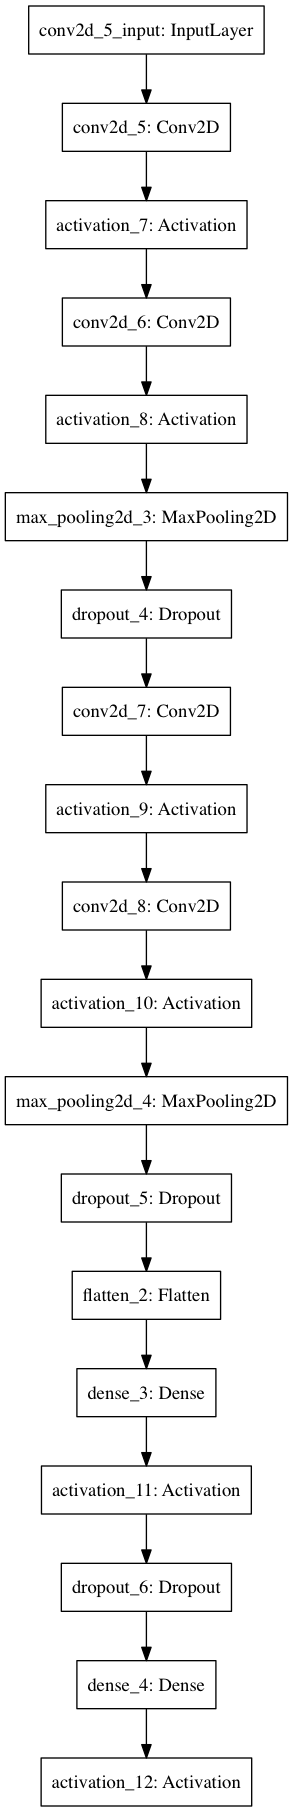 conv2d_5_input: InputLayer
conv2d_5: Conv2D
activation_7: Activation
conv2d_6: Conv2D
activation_8: Activation
max_pooling2d_3: MaxPooling2D
dropout_4: Dropout
conv2d_7: Conv2D
activation_9: Activation
conv2d_8: Conv2D
activation_10: Activation
max_pooling2d_4: MaxPooling2D
dropout_5: Dropout
flatten_2: Flatten
dense_3: Dense
activation_11: Activation
dropout_6: Dropout
dense_4: Dense
activation_12: Activation